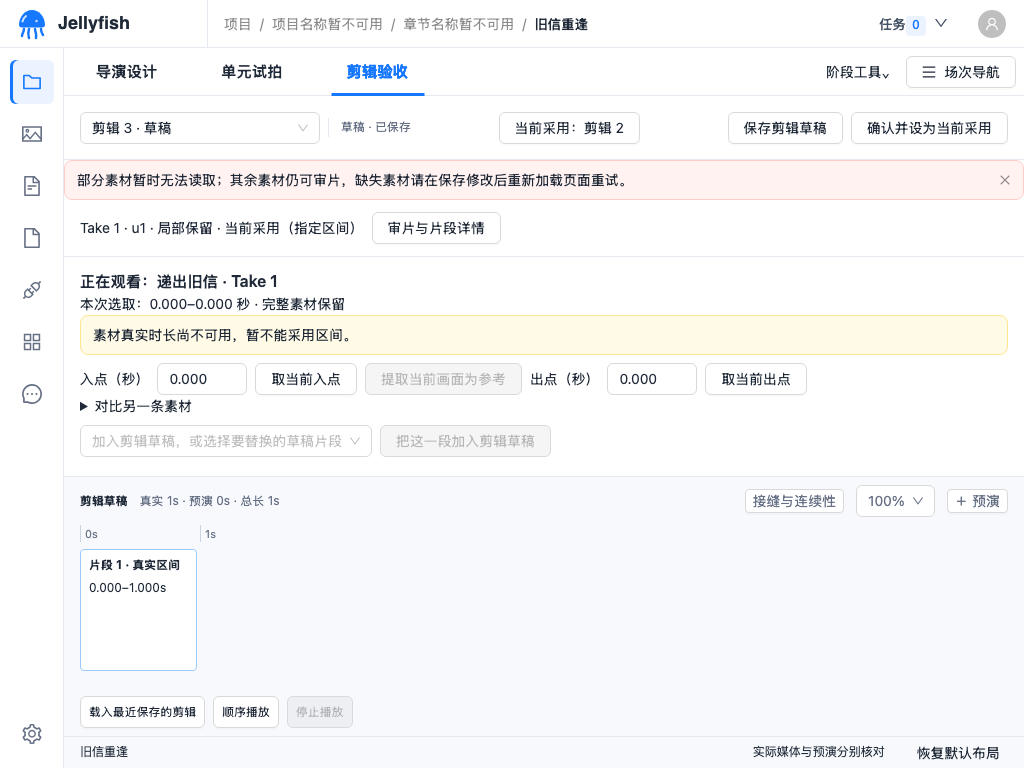 Jellyfish
项目 / 项目名称暂不可用 / 章节名称暂不可用 / 旧信重逢
任务 0
导演设计 单元试拍 剪辑验收
阶段工具 场次导航
剪辑 3 · 草稿 草稿 · 已保存 当前采用：剪辑 2 保存剪辑草稿 确认并设为当前采用
部分素材暂时无法读取；其余素材仍可审片，缺失素材请在保存修改后重新加载页面重试。
Take 1 · u1 · 局部保留 · 当前采用（指定区间） 审片与片段详情
正在观看：递出旧信 · Take 1
本次选取：0.000–0.000 秒 · 完整素材保留
素材真实时长尚不可用，暂不能采用区间。
入点（秒） 0.000 取当前入点 提取当前画面为参考 出点（秒） 0.000 取当前出点
对比另一条素材
加入剪辑草稿，或选择要替换的草稿片段 把这一段加入剪辑草稿
剪辑草稿 真实 1s · 预演 0s · 总长 1s 接缝与连续性 100% + 预演
0s 1s
片段 1 · 真实区间
0.000–1.000s
载入最近保存的剪辑 顺序播放 停止播放
旧信重逢 实际媒体与预演分别核对 恢复默认布局